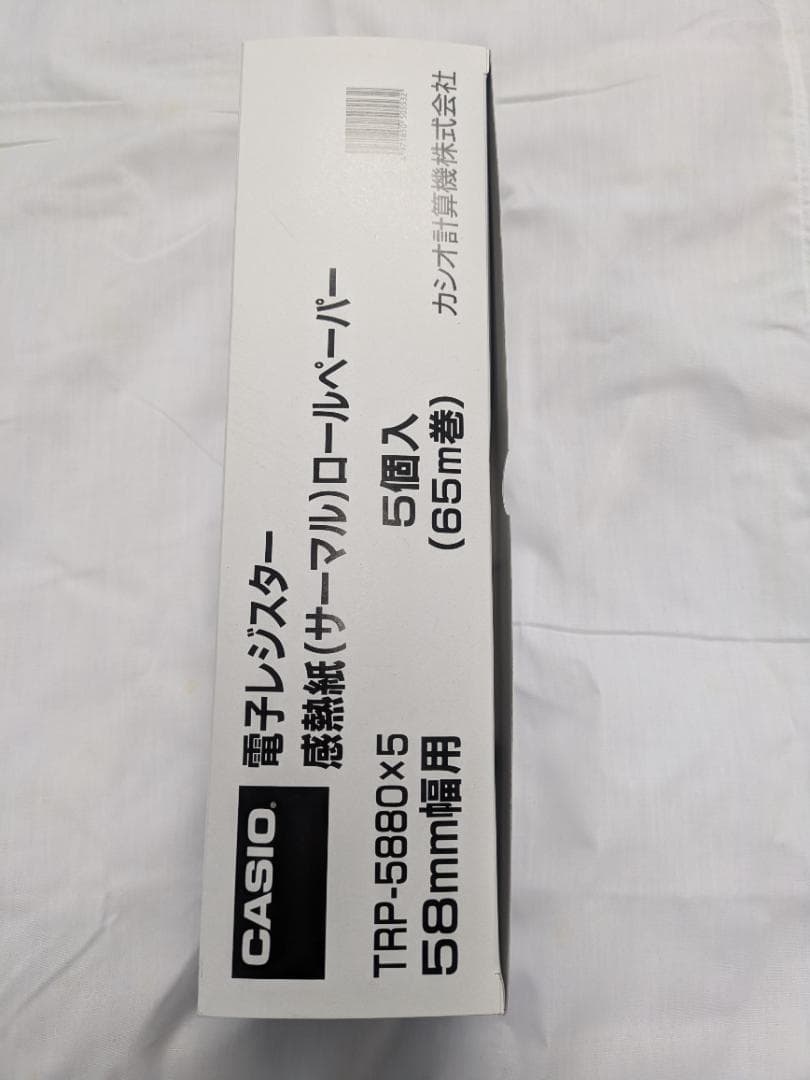 CASIO
電子レジスター
感熱紙(サーマル)ロールペーパー
TRP-5880×5
5個入
58mm幅用
(65m巻)
カシオ計算機株式会社